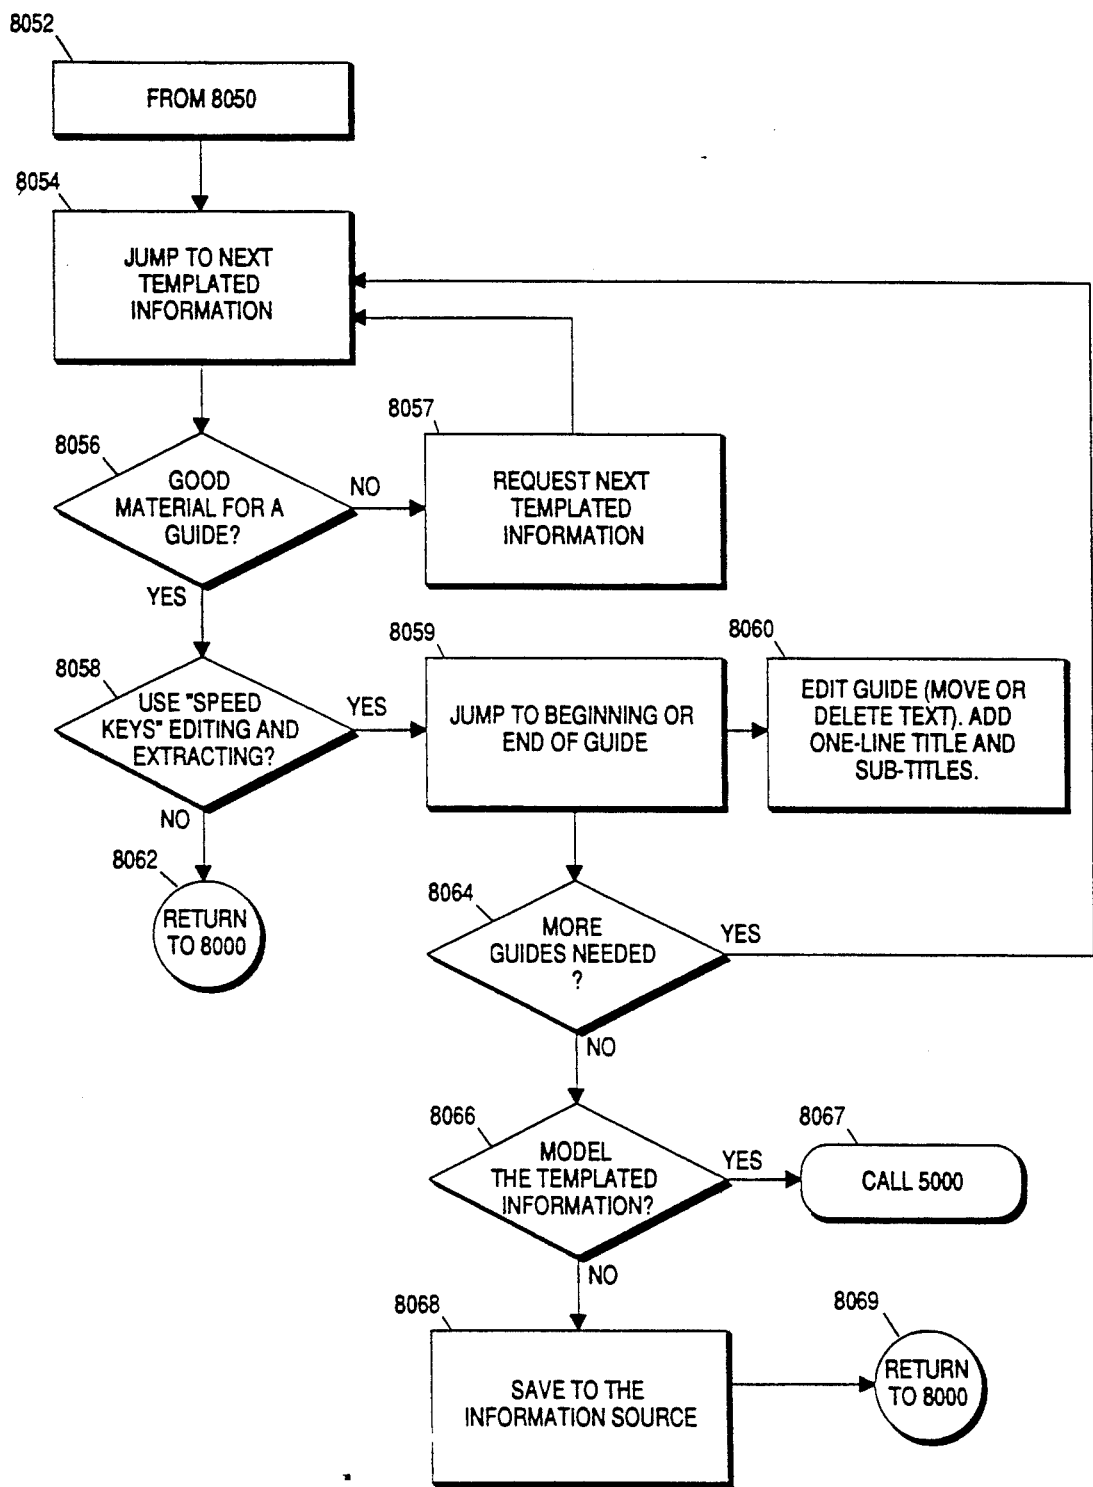 8052
FROM 8050
8054
JUMP TO NEXT
TEMPLATED
INFORMATION
8056
GOOD
MATERIAL FOR A
GUIDE?
NO
YES
8057
REQUEST NEXT
TEMPLATED
INFORMATION
8058
USE "SPEED
KEYS" EDITING AND
EXTRACTING?
YES
NO
8059
JUMP TO BEGINNING OR
END OF GUIDE
8060
EDIT GUIDE (MOVE OR
DELETE TEXT). ADD
ONE-LINE TITLE AND
SUB-TITLES.
8062
RETURN
TO 8000
8064
MORE
GUIDES NEEDED
?
YES
NO
8066
MODEL
THE TEMPLATED
INFORMATION?
YES
NO
8067
CALL 5000
8068
SAVE TO THE
INFORMATION SOURCE
8069
RETURN
TO 8000